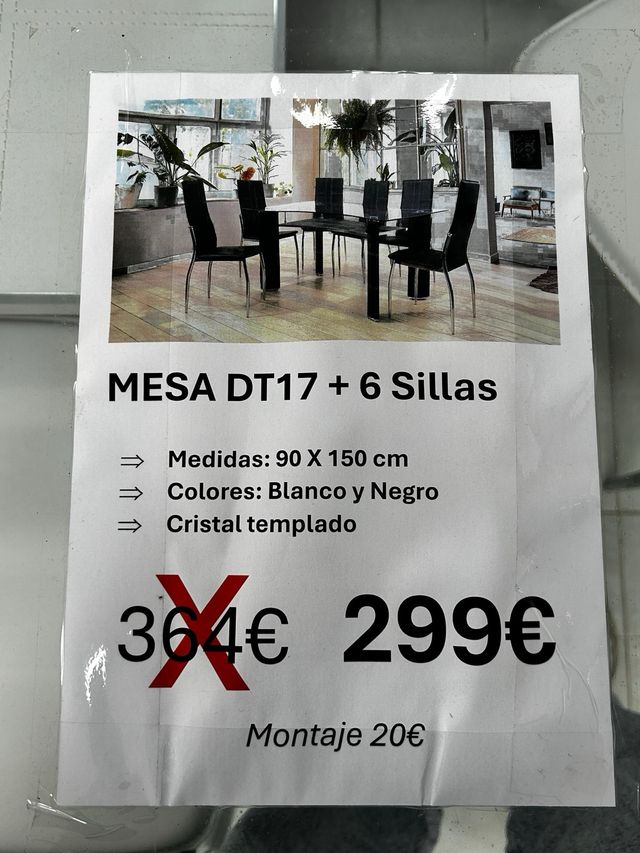 MESA DT17 + 6 Sillas
⇒ Medidas: 90 X 150 cm
⇒ Colores: Blanco y Negro
⇒ Cristal templado
364€ 299€
Montaje 20€